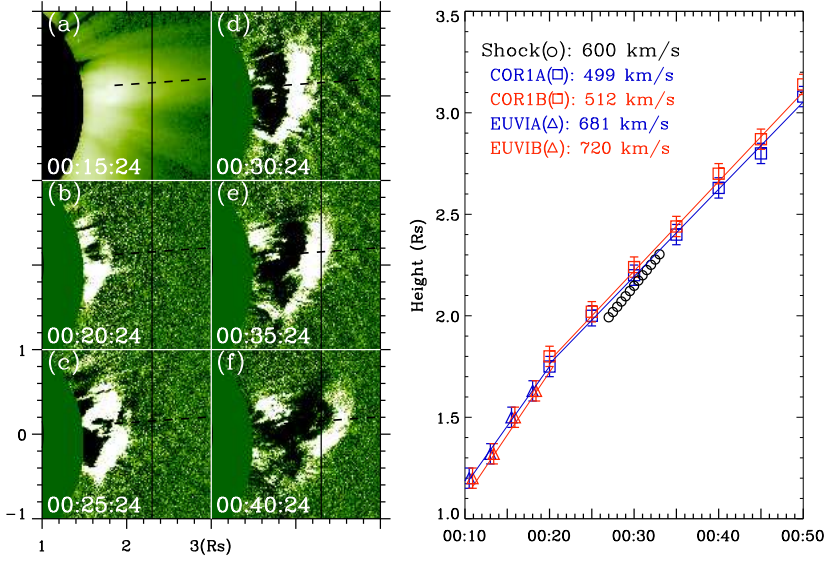 (a)
00:15:24
(b)
00:20:24
(c)
00:25:24
(d)
00:30:24
(e)
00:35:24
(f)
00:40:24
1
0
-1
1 2 3(Rs)
Shock(○): 600 km/s
COR1A(□): 499 km/s
COR1B(□): 512 km/s
EUVIA(△): 681 km/s
EUVIB(△): 720 km/s
Height (Rs)
3.5
3.0
2.5
2.0
1.5
1.0
00:10 00:20 00:30 00:40 00:50